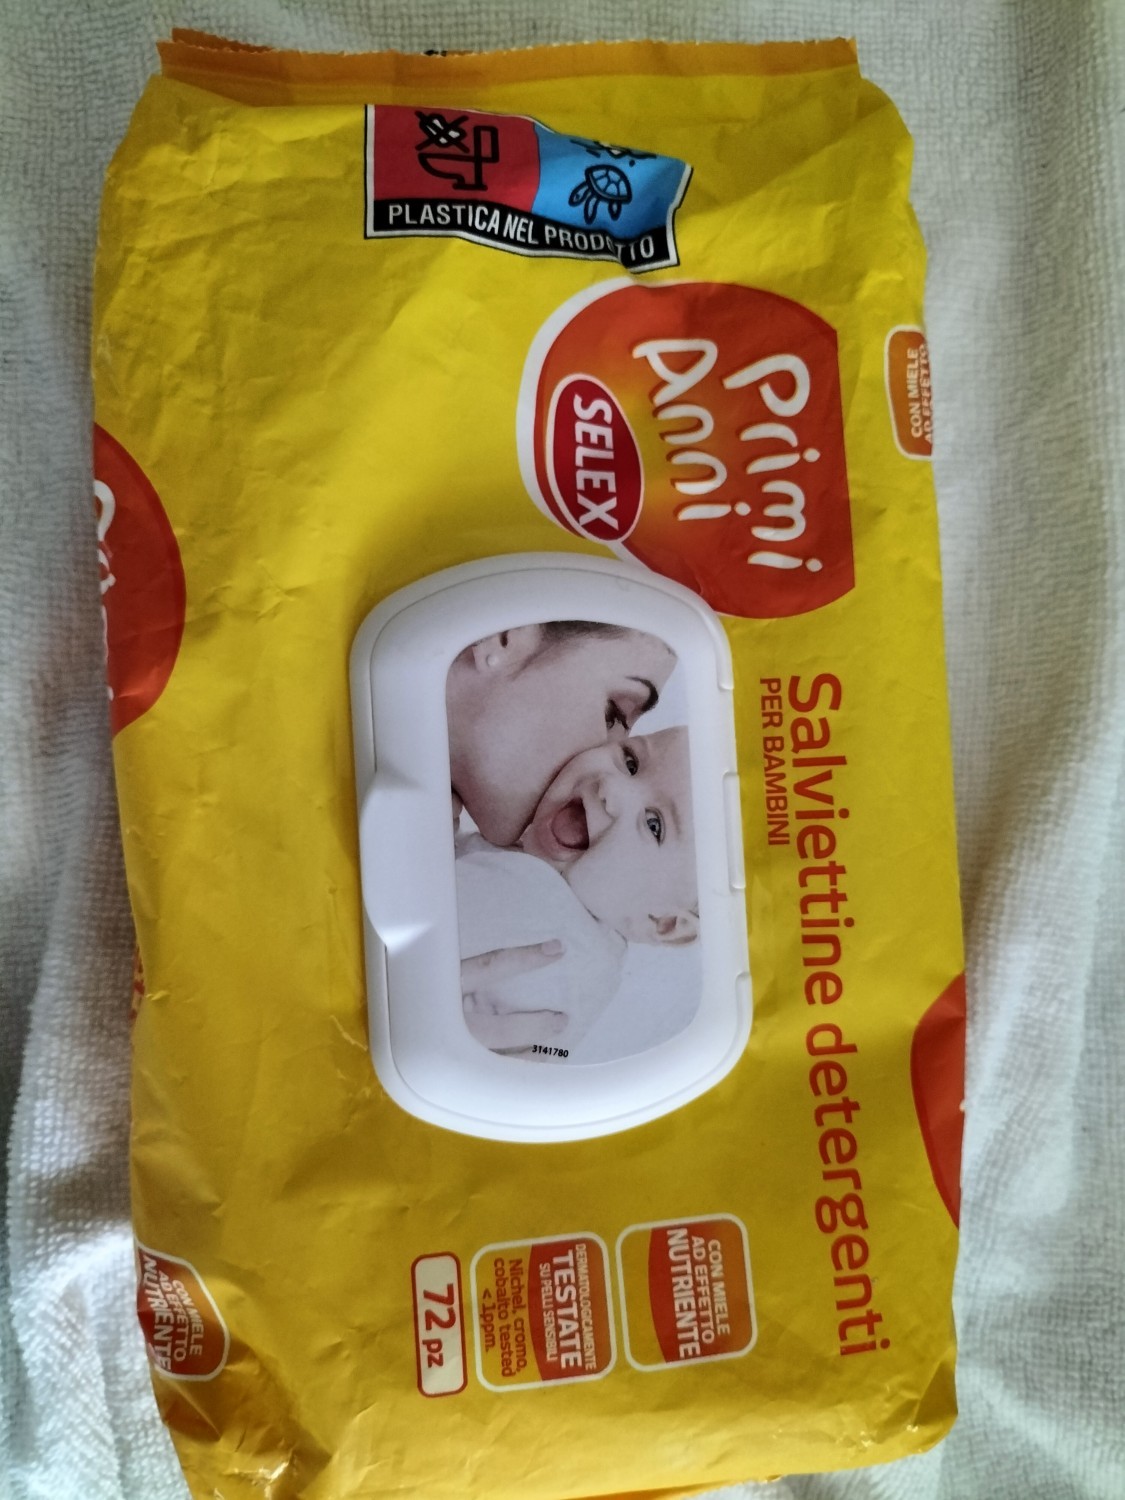 PLASTICA NEL PRODOTTO
Primi
Anni
SELEX
CON MIELE
AD EFFETTO
Salviettine detergenti
PER BAMBINI
3141780
CON MIELE
AD EFFETTO
NUTRIENTE
DERMATOLOGICAMENTE
TESTATE
SU PELLI SENSIBILI
Nichel, cromo,
cobalto tested
< 1ppm.
72 pz
CON MIELE
AD EFFETTO
NUTRIENTE